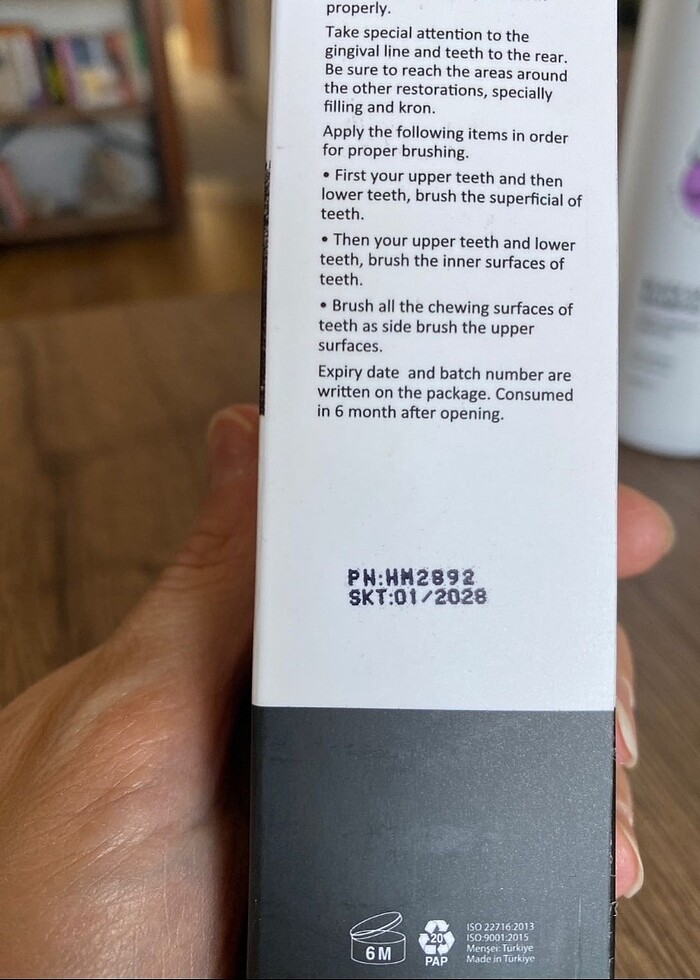 properly.
Take special attention to the
gingival line and teeth to the rear.
Be sure to reach the areas around
the other restorations, specially
filling and kron.
Apply the following items in order
for proper brushing.
• First your upper teeth and then
lower teeth, brush the superficial of
teeth.
• Then your upper teeth and lower
teeth, brush the inner surfaces of
teeth.
• Brush all the chewing surfaces of
teeth as side brush the upper
surfaces.
Expiry date  and batch number are
written on the package. Consumed
in 6 month after opening.
PN:HM2892
SKT:01/2028
6 M
20
PAP
ISO 22716:2013
ISO:9001:2015
Menşei: Türkiye
Made in Türkiye